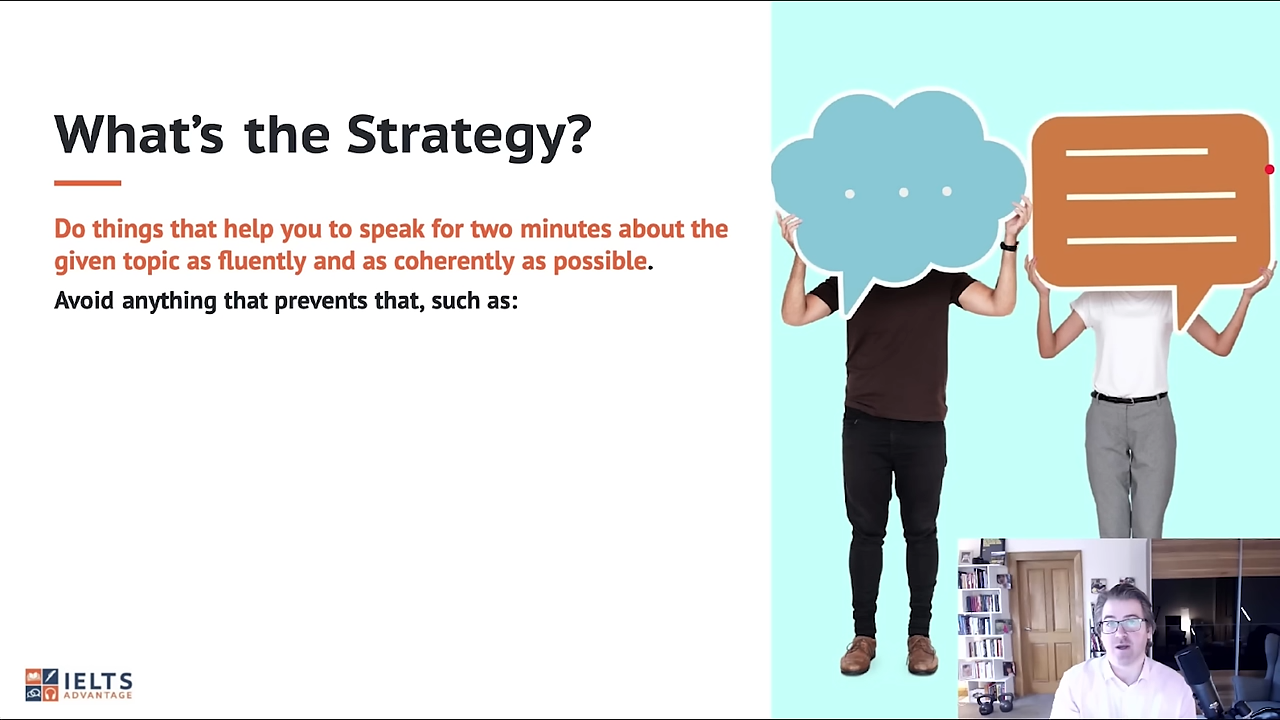 What's the Strategy?
Do things that help you to speak for two minutes about the
given topic as fluently and as coherently as possible.
Avoid anything that prevents that, such as:
IELTS
ADVANTAGE